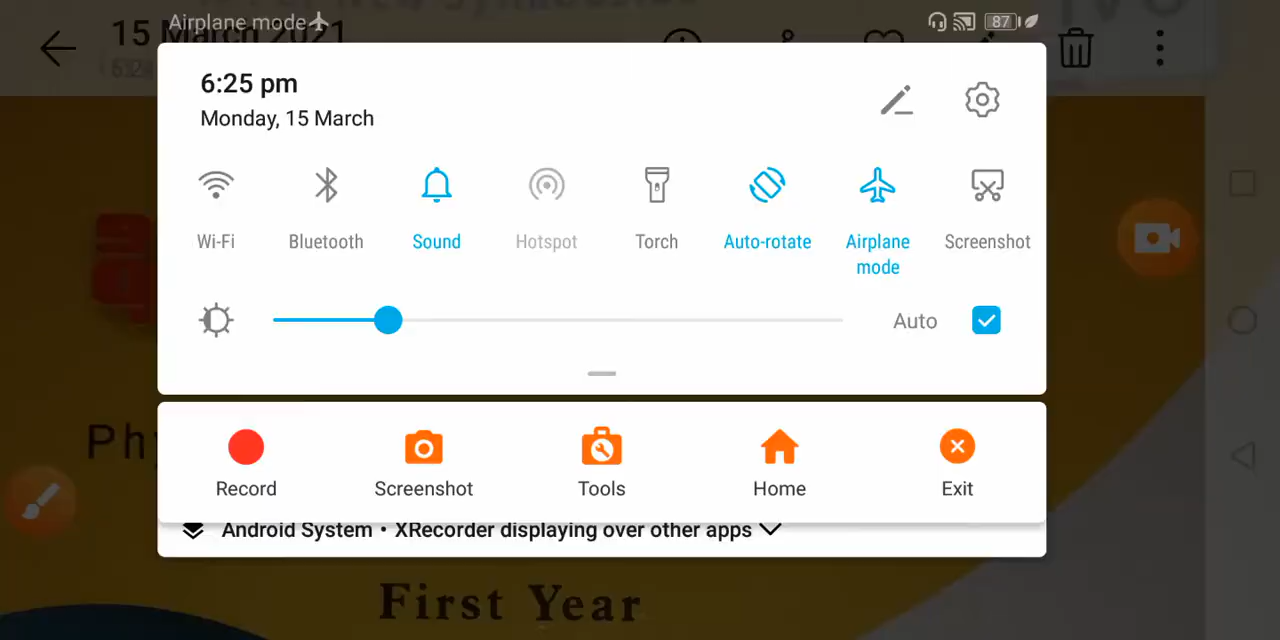 Airplane mode
87
15 March 2021
6:25 pm
Monday, 15 March
Wi-Fi
Bluetooth
Sound
Hotspot
Torch
Auto-rotate
Airplane mode
Screenshot
Auto
Record
Screenshot
Tools
Home
Exit
Android System • XRecorder displaying over other apps
First Year